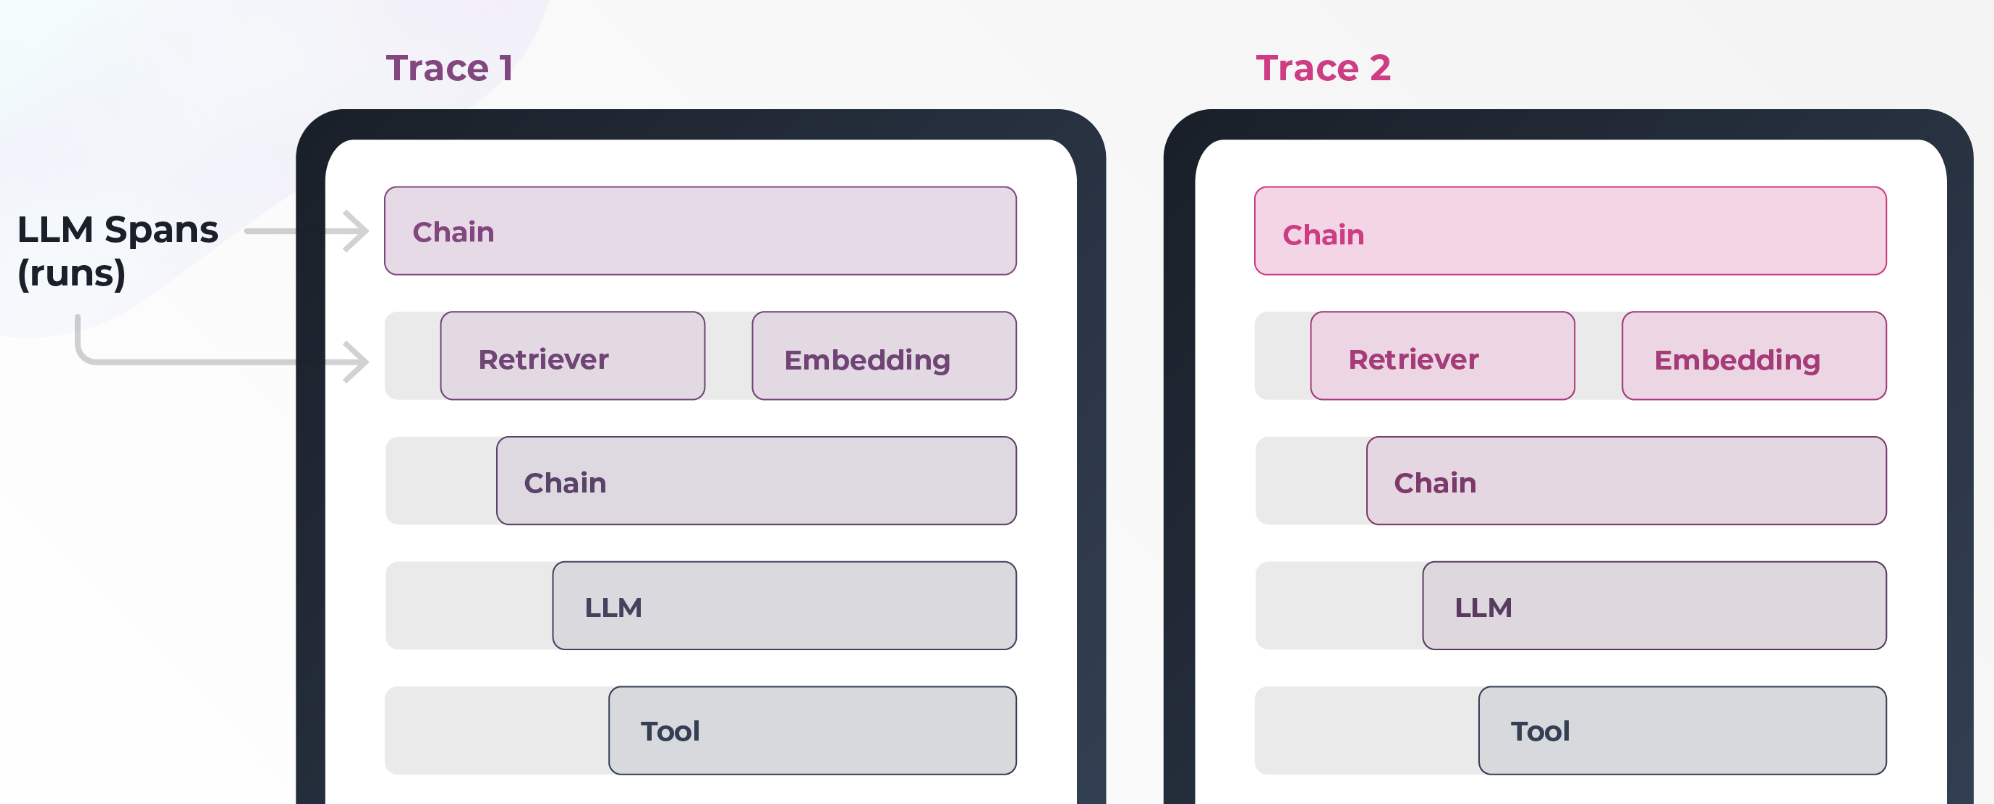 Trace 1
Trace 2
LLM Spans
(runs)
Chain
Retriever
Embedding
Chain
LLM
Tool
Chain
Retriever
Embedding
Chain
LLM
Tool